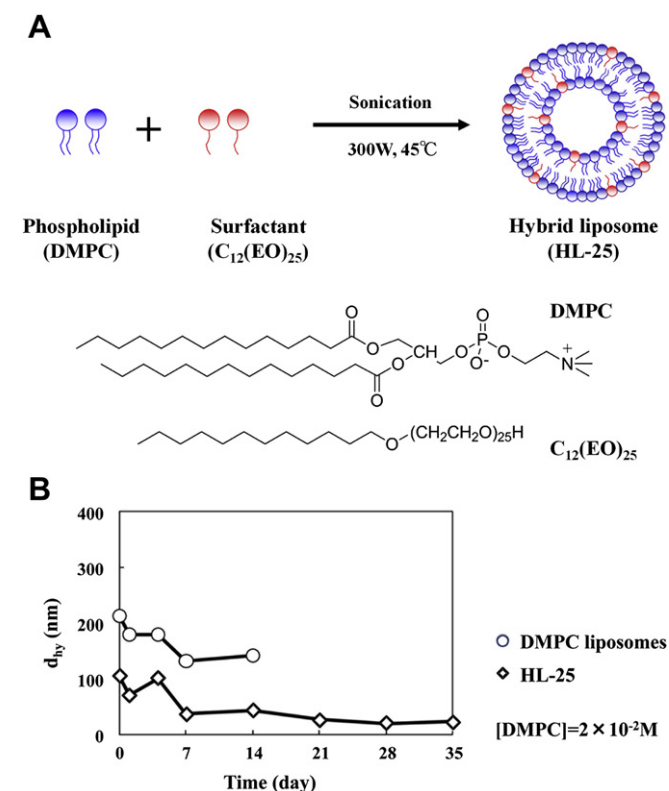 A
+
Sonication
300W, 45℃
Phospholipid
(DMPC)
Surfactant
(C₁₂(EO)₂₅)
Hybrid liposome
(HL-25)
DMPC
O
O
O
O
O
O
P
O
O-
O
N
+
O
(CH₂CH₂O)₂₅H
C₁₂(EO)₂₅
B
400
300
200
100
0
d_hy (nm)
0 7 14 21 28 35
Time (day)
DMPC liposomes
HL-25
[DMPC]=2×10⁻²M